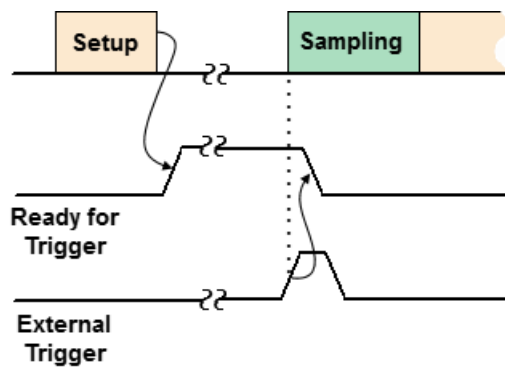 Setup
Sampling
Ready for
Trigger
External
Trigger